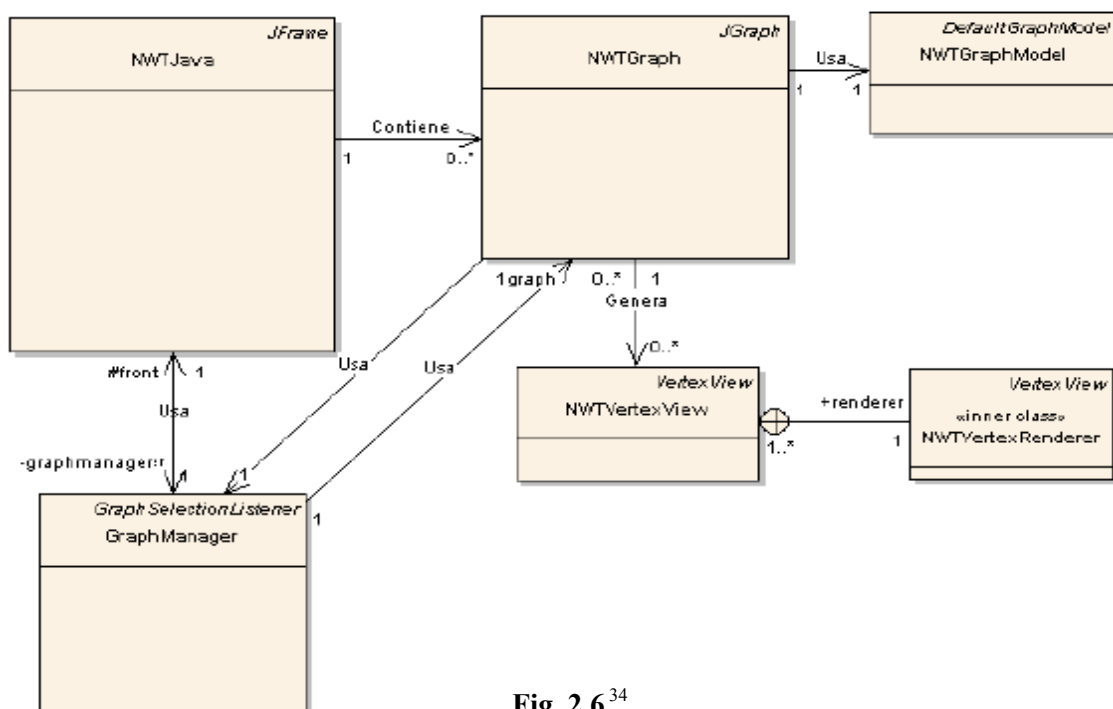 JFrame
NWTJava
JGraph
NWTGraph
DefaultGraphModel
NWTGraphModel
Usa
1
1
Contiene
1
0..*
1graph
0..*
1
Genera
0..*
Usa
Usa
#front
1
Usa
-graphmanager
1
1
GraphSelectionListener
GraphManager
1
VertexView
NWTVertexView
+renderer
1..*
1
VertexView
«inner class»
NWTVertexRenderer
Fig. 2.6 34